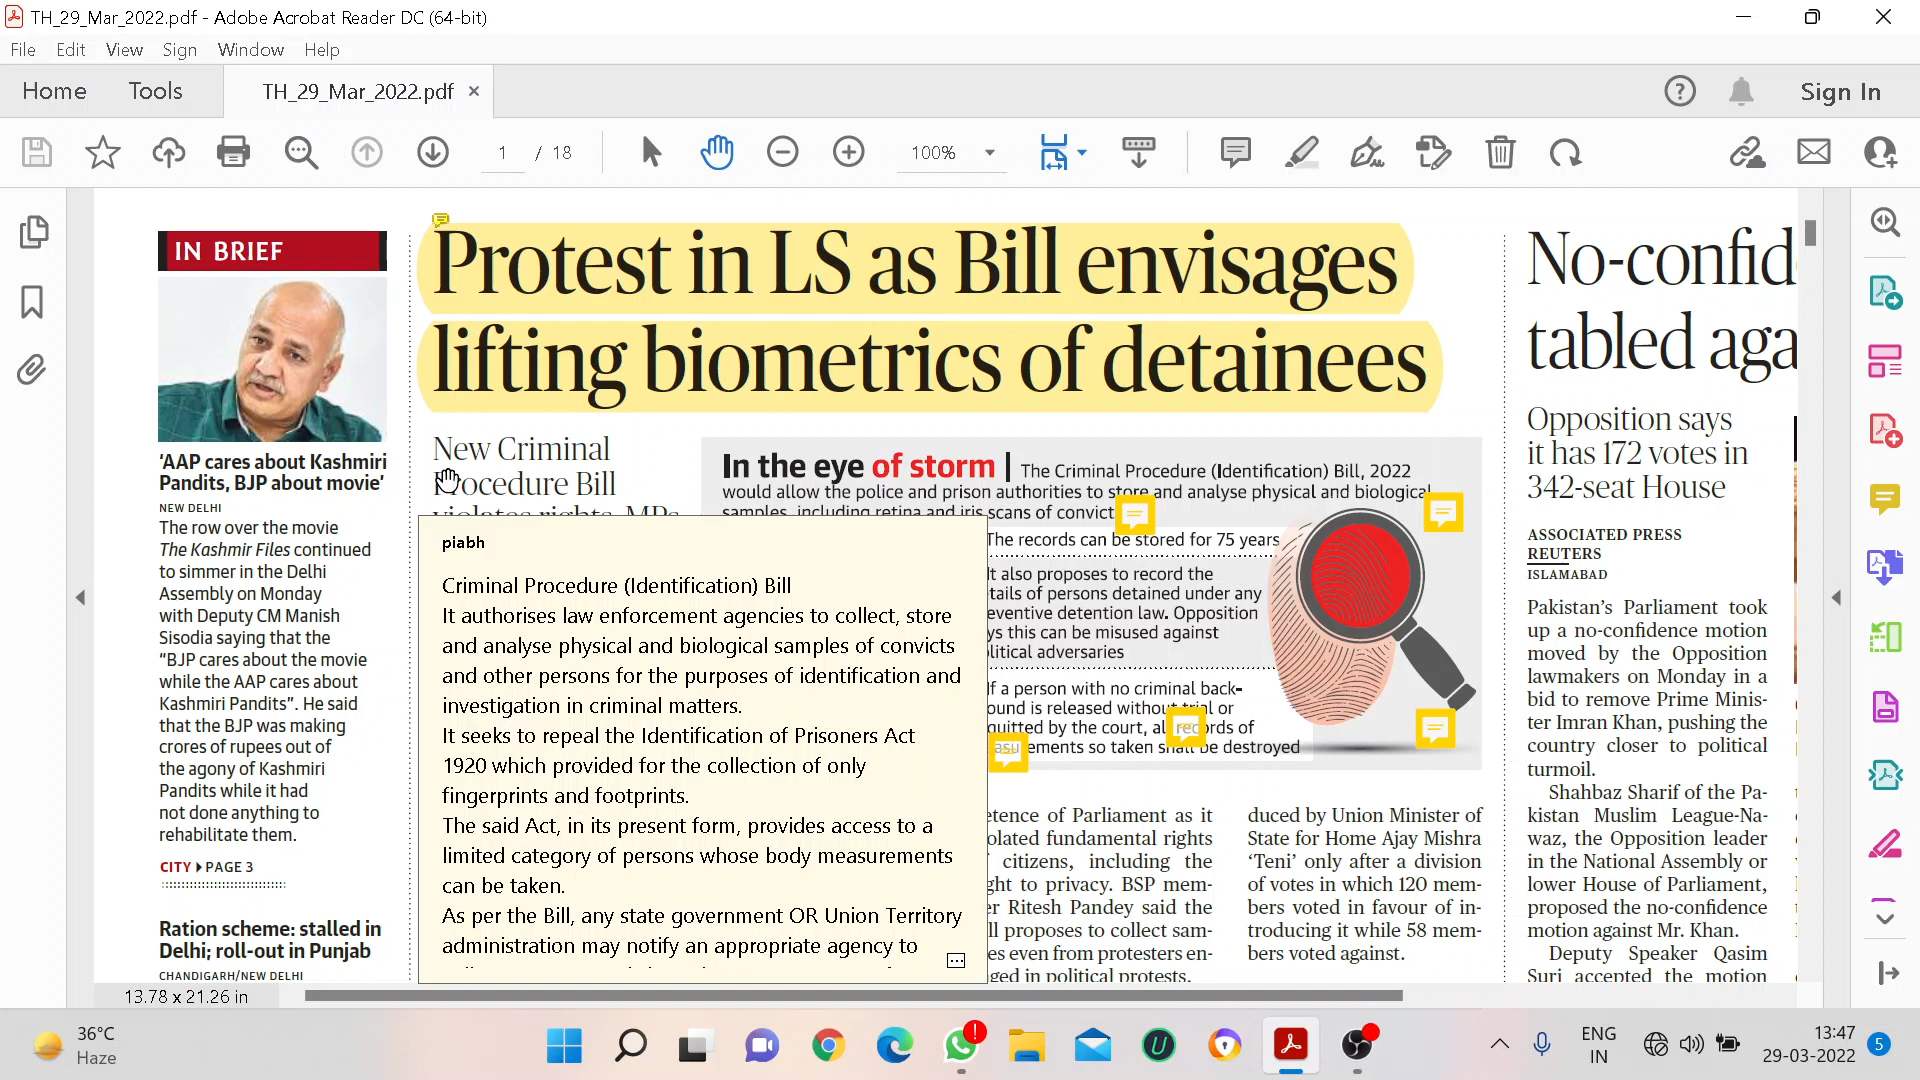 TH_29_Mar_2022.pdf - Adobe Acrobat Reader DC (64-bit)
File Edit View Sign Window Help
Home Tools TH_29_Mar_2022.pdf × Sign In
1 / 18 100%
IN BRIEF
'AAP cares about Kashmiri
Pandits, BJP about movie'
NEW DELHI
The row over the movie
The Kashmir Files continued
to simmer in the Delhi
Assembly on Monday
with Deputy CM Manish
Sisodia saying that the
"BJP cares about the movie
while the AAP cares about
Kashmiri Pandits". He said
that the BJP was making
crores of rupees out of
the agony of Kashmiri
Pandits while it had
not done anything to
rehabilitate them.
CITY PAGE 3
Ration scheme: stalled in
Delhi; roll-out in Punjab
CHANDIGARH/NEW DELHI
Protest in LS as Bill envisages
lifting biometrics of detainees
New Criminal
Procedure Bill
violates rights, MPs
piabh
Criminal Procedure (Identification) Bill
It authorises law enforcement agencies to collect, store
and analyse physical and biological samples of convicts
and other persons for the purposes of identification and
investigation in criminal matters.
It seeks to repeal the Identification of Prisoners Act
1920 which provided for the collection of only
fingerprints and footprints.
The said Act, in its present form, provides access to a
limited category of persons whose body measurements
can be taken.
As per the Bill, any state government OR Union Territory
administration may notify an appropriate agency to
In the eye of storm | The Criminal Procedure (Identification) Bill, 2022
would allow the police and prison authorities to store and analyse physical and biological
samples, including retina and iris scans of convict
The records can be stored for 75 years
It also proposes to record the
tails of persons detained under any
eventive detention law. Opposition
ys this can be misused against
litical adversaries
If a person with no criminal back-
ound is released without trial or
quitted by the court, all records of
asurements so taken shall be destroyed
etence of Parliament as it
olated fundamental rights
citizens, including the
ght to privacy. BSP mem-
er Ritesh Pandey said the
ll proposes to collect sam-
es even from protesters en-
ged in political protests.
duced by Union Minister of
State for Home Ajay Mishra
'Teni' only after a division
of votes in which 120 mem-
bers voted in favour of in-
troducing it while 58 mem-
bers voted against.
No-confid
tabled aga
Opposition says
it has 172 votes in
342-seat House
ASSOCIATED PRESS
REUTERS
ISLAMABAD
Pakistan's Parliament took
up a no-confidence motion
moved by the Opposition
lawmakers on Monday in a
bid to remove Prime Minis-
ter Imran Khan, pushing the
country closer to political
turmoil.
Shahbaz Sharif of the Pa-
kistan Muslim League-Na-
waz, the Opposition leader
in the National Assembly or
lower House of Parliament,
proposed the no-confidence
motion against Mr. Khan.
Deputy Speaker Qasim
Suri accepted the motion
13.78 x 21.26 in
36°C
Haze
ENG
IN
13:47
29-03-2022
5